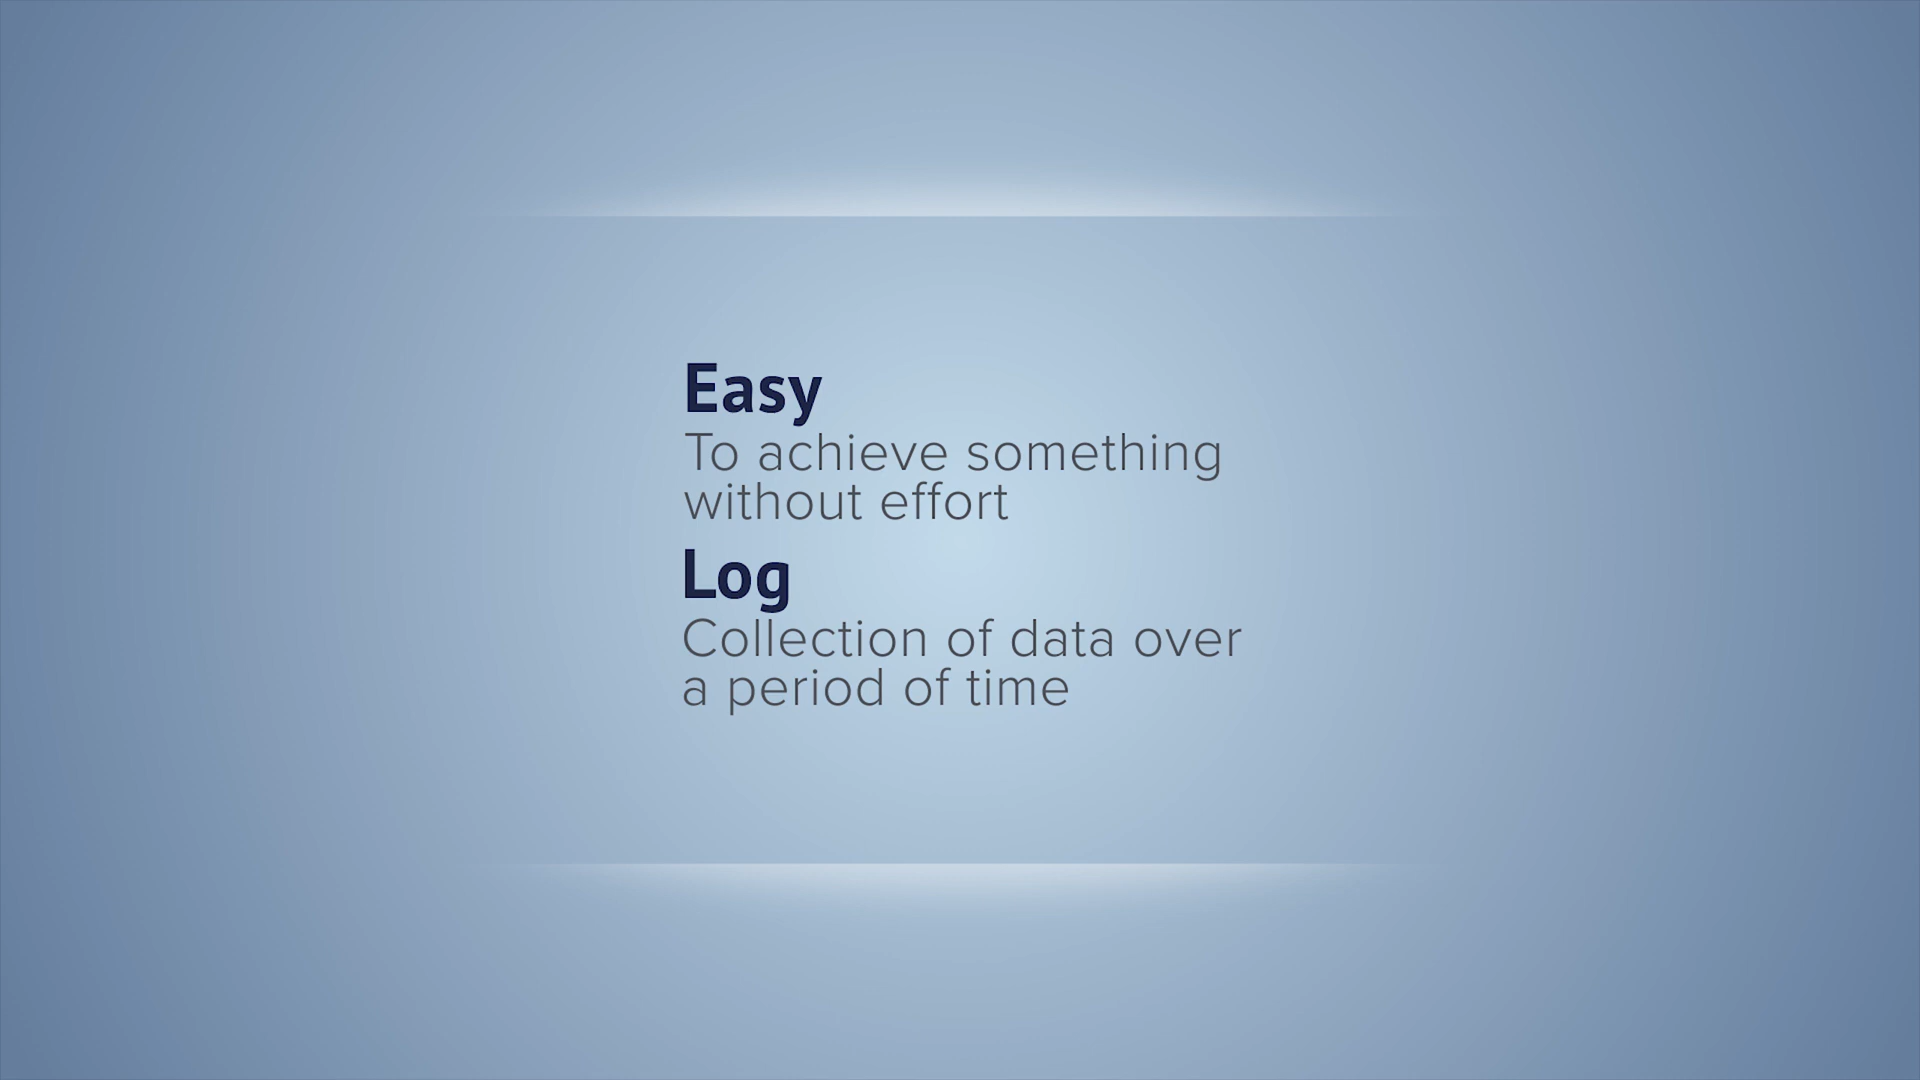 Easy
To achieve something
without effort
Log
Collection of data over
a period of time